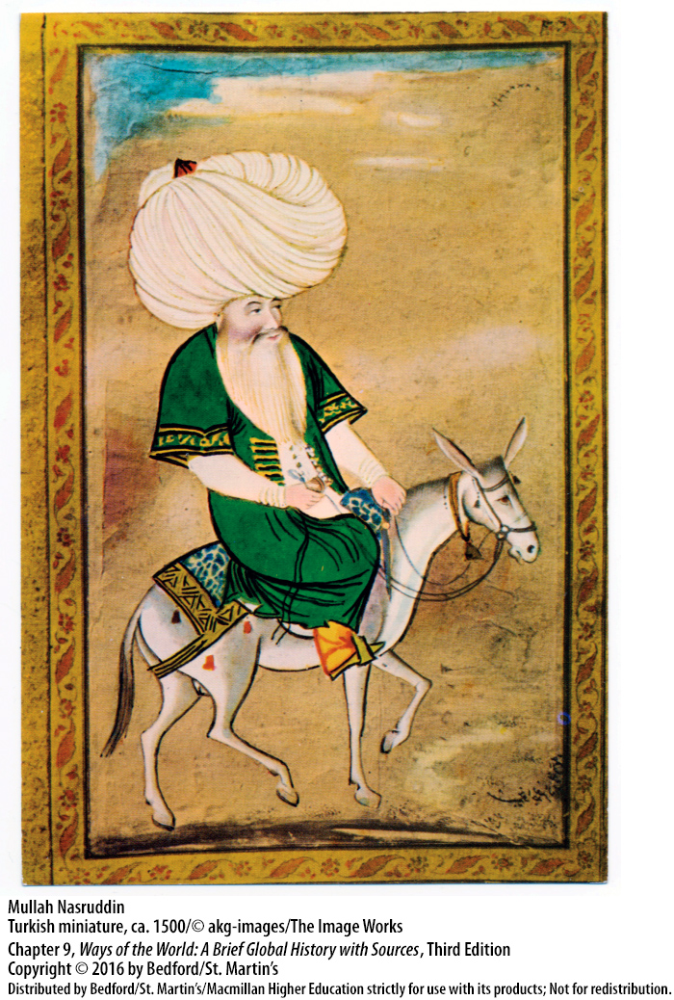 Mullah Nasruddin
Turkish miniature, ca. 1500/© akg-images/The Image Works
Chapter 9, Ways of the World: A Brief Global History with Sources, Third Edition
Copyright © 2016 by Bedford/St. Martin’s
Distributed by Bedford/St. Martin’s/Macmillan Higher Education strictly for use with its products; Not for redistribution.